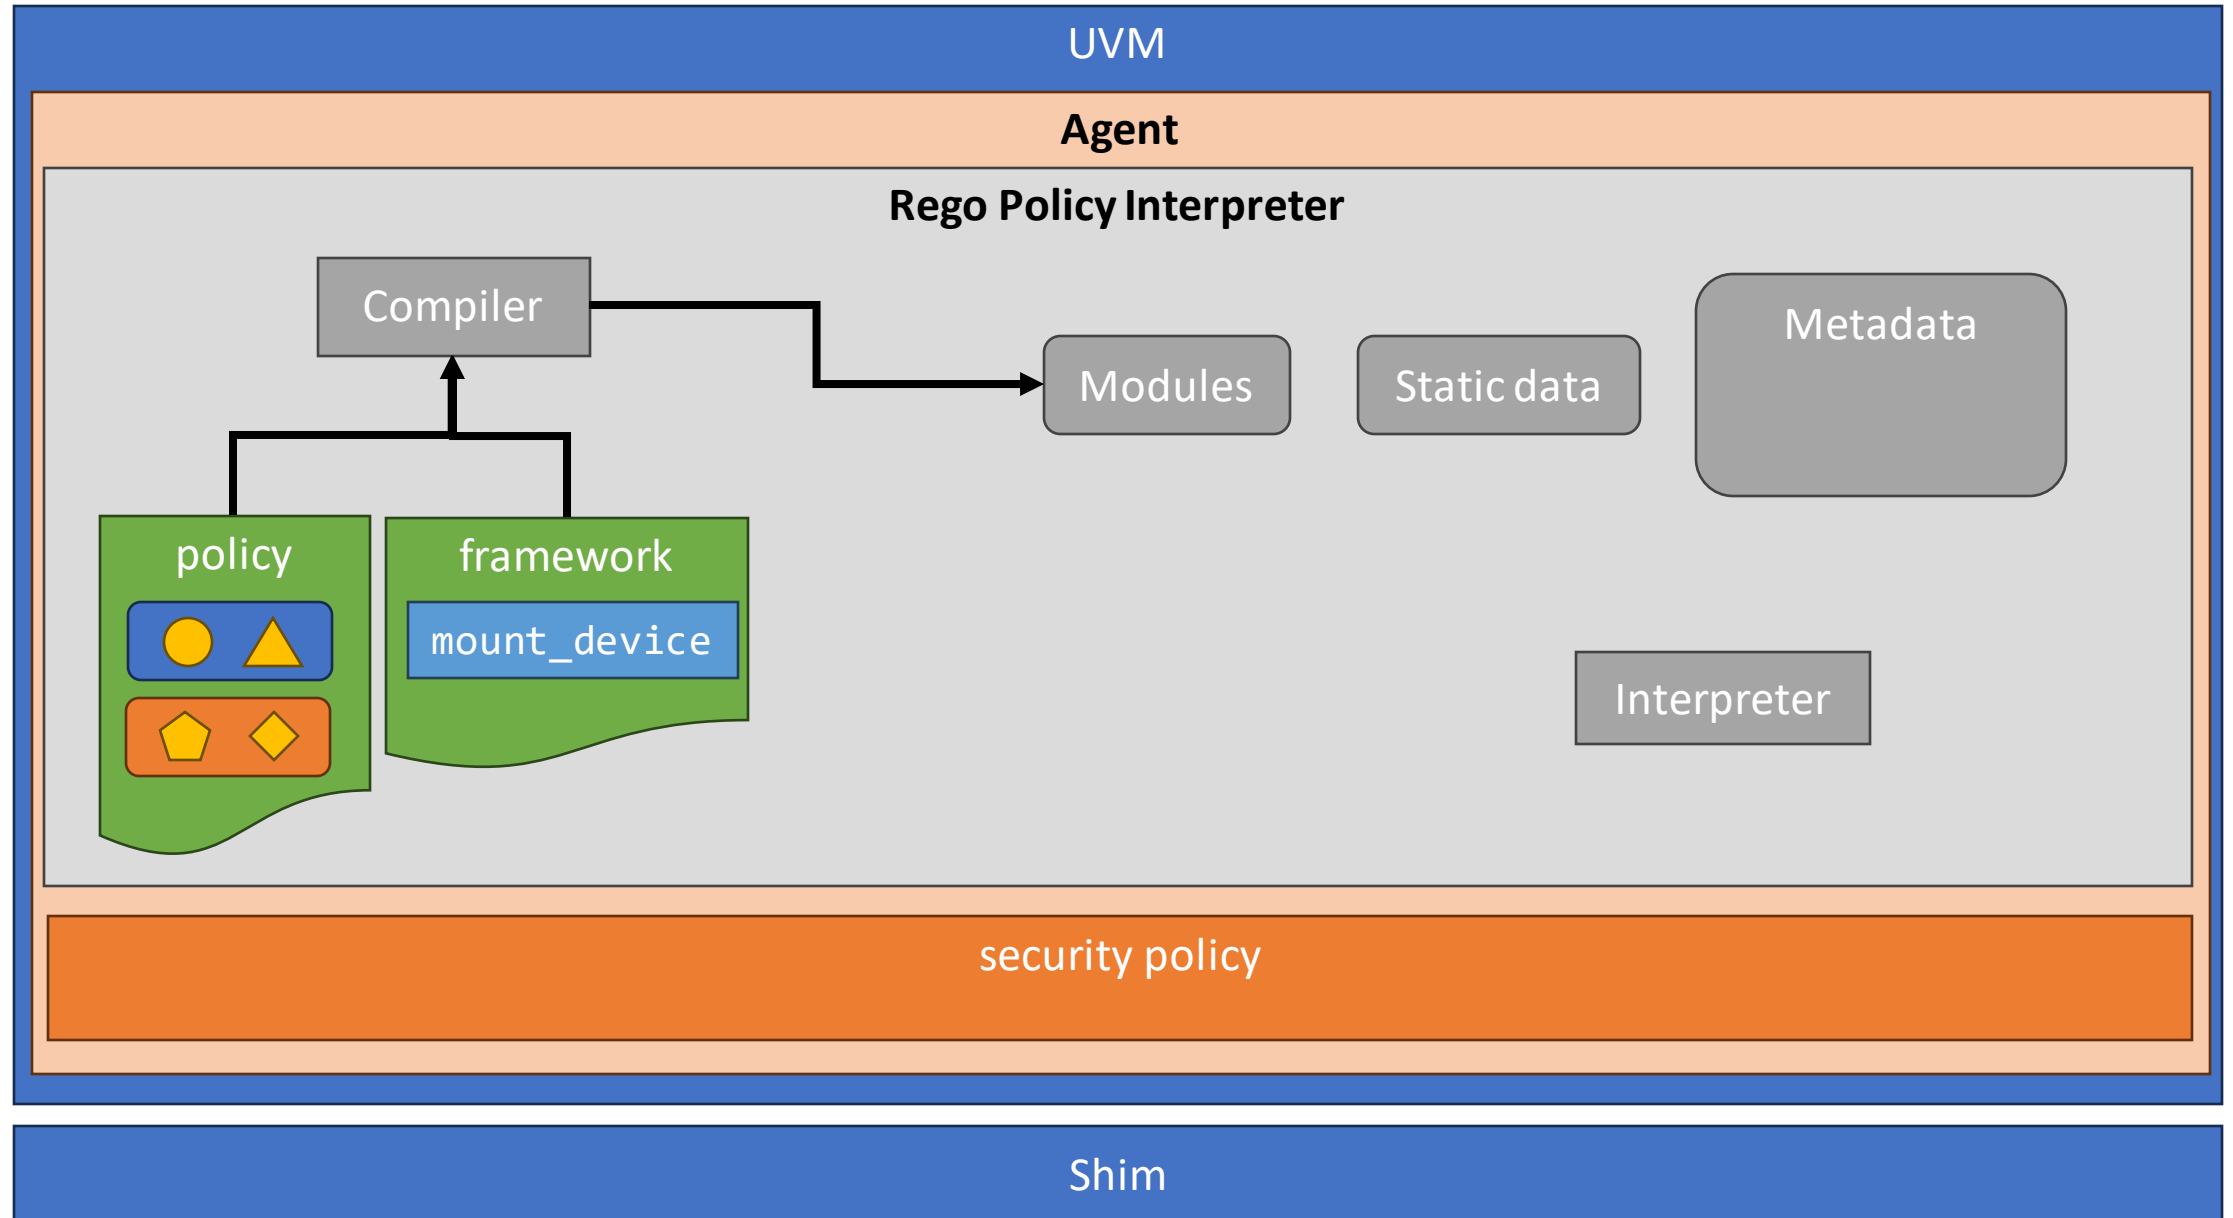 UVM
Agent
Rego Policy Interpreter
Compiler
Metadata
Modules
Static data
policy
framework
mount_device
Interpreter
security policy
Shim